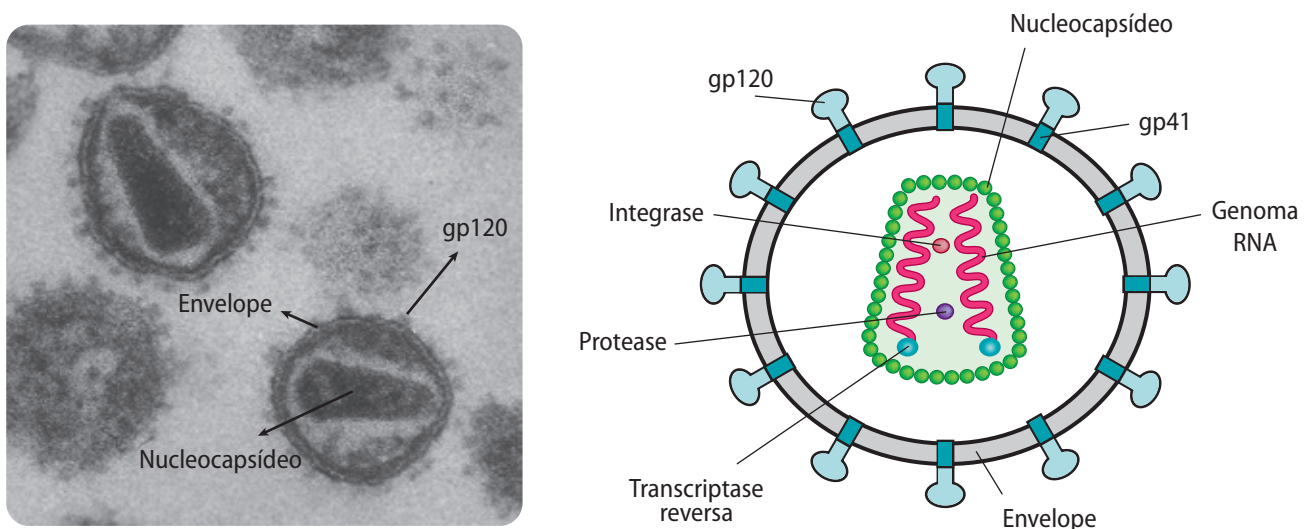 gp120
Envelope
Nucleocapsídeo
Nucleocapsídeo
gp120
gp41
Integrase
Genoma
RNA
Protease
Transcriptase
reversa
Envelope